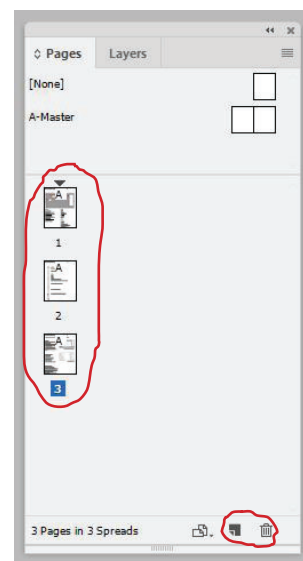 Pages Layers
[None]
A-Master
A
1
A
2
A
3
3 Pages in 3 Spreads